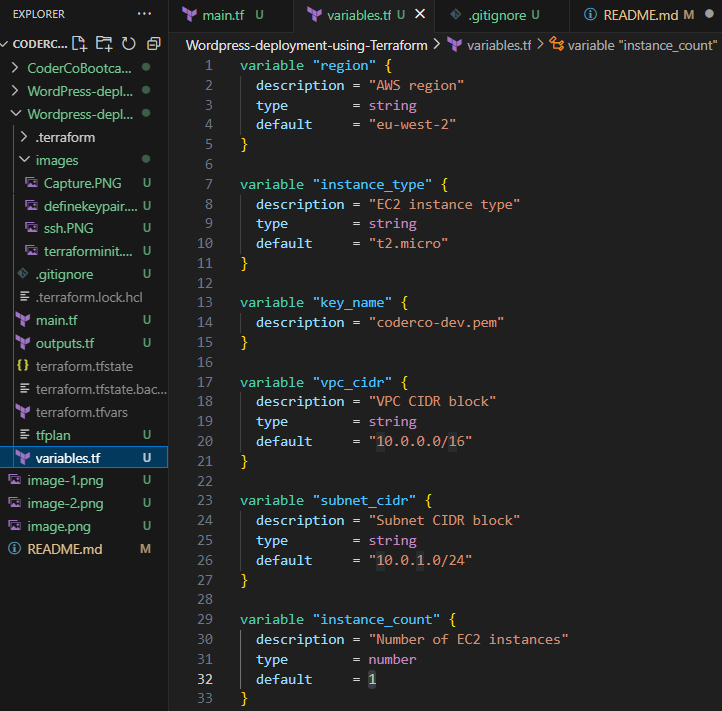 EXPLORER ...
CODERC...
CoderCoBootca...
WordPress-depl...
Wordpress-depl...
.terraform
images
Capture.PNG U
definekeypair.... U
ssh.PNG U
terraforminit.... U
.gitignore U
.terraform.lock.hcl
main.tf U
outputs.tf U
{} terraform.tfstate
terraform.tfstate.bac...
terraform.tfvars
tfplan U
variables.tf U
image-1.png U
image-2.png U
image.png U
README.md M
main.tf U
variables.tf U
.gitignore U
README.md M
Wordpress-deployment-using-Terraform > variables.tf > variable "instance_count"
1 variable "region" {
2 description = "AWS region"
3 type = string
4 default = "eu-west-2"
5 }
6
7 variable "instance_type" {
8 description = "EC2 instance type"
9 type = string
10 default = "t2.micro"
11 }
12
13 variable "key_name" {
14 description = "coderco-dev.pem"
15 }
16
17 variable "vpc_cidr" {
18 description = "VPC CIDR block"
19 type = string
20 default = "10.0.0.0/16"
21 }
22
23 variable "subnet_cidr" {
24 description = "Subnet CIDR block"
25 type = string
26 default = "10.0.1.0/24"
27 }
28
29 variable "instance_count" {
30 description = "Number of EC2 instances"
31 type = number
32 default = 1
33 }